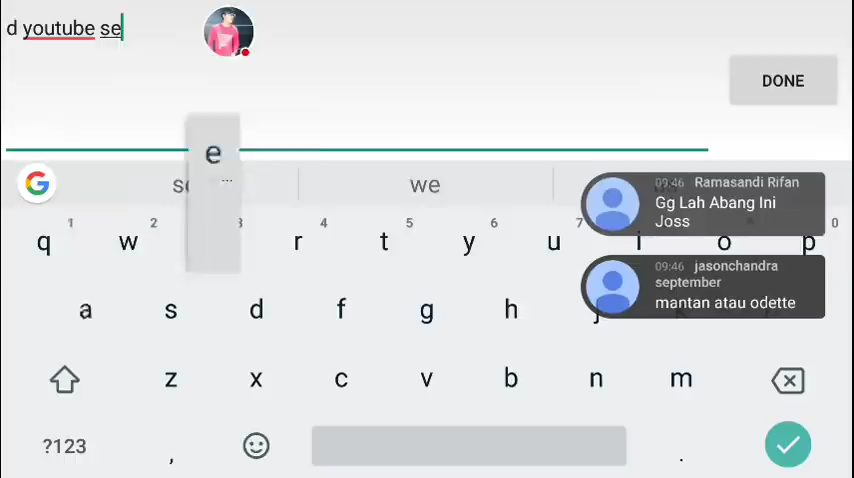 d youtube se
DONE
e
...
we
09:46 Ramasandi Rifan
Gg Lah Abang Ini
Joss
1 2 3 4 5 6 7 0
q w r t y u i o p
09:46 jasonchandra
september
mantan atau odette
a s d f g h j
z x c v b n m
?123 , .